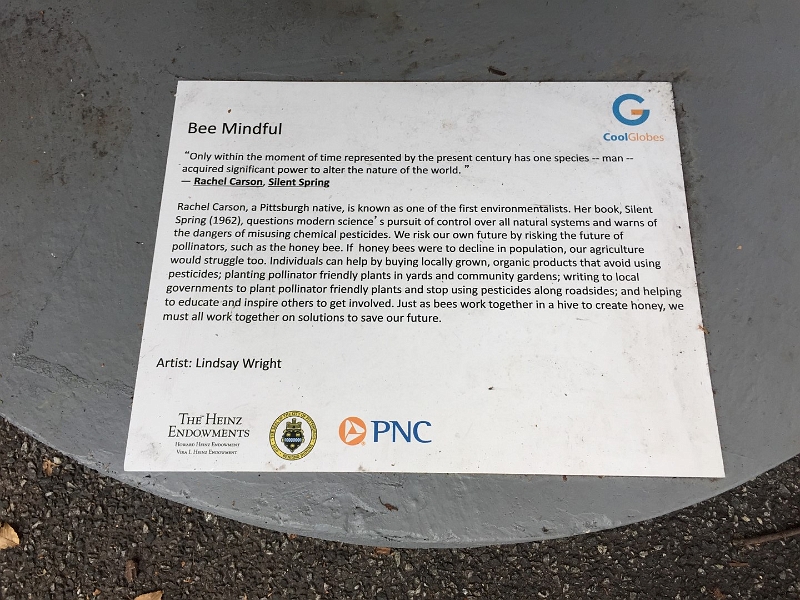 Bee Mindful
G
CoolGlobes
"Only within the moment of time represented by the present century has one species -- man --
acquired significant power to alter the nature of the world. "
— Rachel Carson, Silent Spring
Rachel Carson, a Pittsburgh native, is known as one of the first environmentalists. Her book, Silent
Spring (1962), questions modern science's pursuit of control over all natural systems and warns of
the dangers of misusing chemical pesticides. We risk our own future by risking the future of
pollinators, such as the honey bee. If honey bees were to decline in population, our agriculture
would struggle too. Individuals can help by buying locally grown, organic products that avoid using
pesticides; planting pollinator friendly plants in yards and community gardens; writing to local
governments to plant pollinator friendly plants and stop using pesticides along roadsides; and helping
to educate and inspire others to get involved. Just as bees work together in a hive to create honey, we
must all work together on solutions to save our future.
Artist: Lindsay Wright
THE HEINZ
ENDOWMENTS
HOWARD HEINZ ENDOWMENT
VIRA I. HEINZ ENDOWMENT
PNC